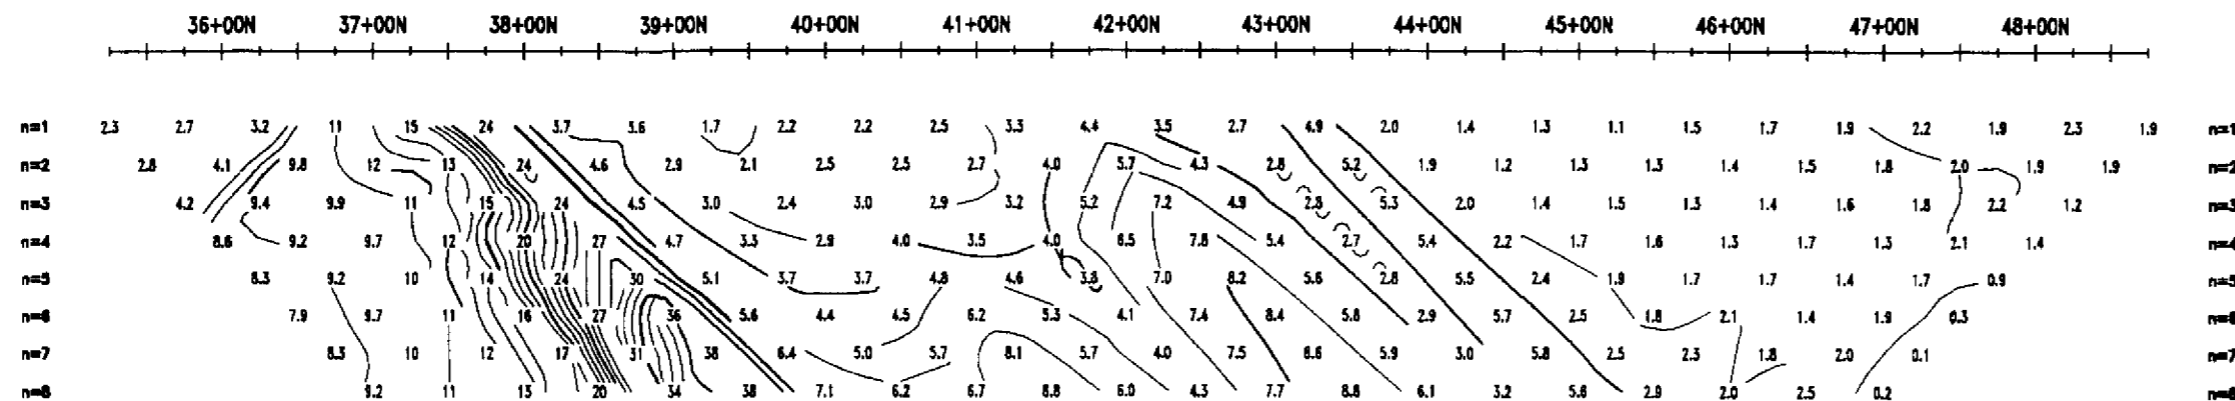 36+00N 37+00N 38+00N 39+00N 40+00N 41+00N 42+00N 43+00N 44+00N 45+00N 46+00N 47+00N 48+00N
n=1 2.3 2.7 3.2 11 15 24 3.7 3.6 1.7 2.2 2.2 2.5 3.3 4.4 3.5 2.7 4.9 2.0 1.4 1.3 1.1 1.5 1.7 1.9 2.2 1.9 2.3 1.9 n=1
n=2 2.8 4.1 9.8 12 13 24 4.6 2.9 2.1 2.5 2.5 2.7 4.0 5.7 4.3 2.8 5.2 1.9 1.2 1.3 1.3 1.4 1.5 1.8 2.0 1.9 1.9 n=2
n=3 4.2 9.4 9.9 11 15 24 4.5 3.0 2.4 3.0 2.9 3.2 5.2 7.2 4.9 2.8 5.3 2.0 1.4 1.5 1.3 1.4 1.6 1.8 2.2 1.2 n=3
n=4 8.6 9.2 9.7 12 20 27 4.7 3.3 2.9 4.0 3.5 4.0 6.5 7.8 5.4 2.7 5.4 2.2 1.7 1.6 1.3 1.7 1.3 2.1 1.4 n=4
n=5 8.3 9.2 10 14 24 30 5.1 3.7 3.7 4.8 4.6 3.8 7.0 8.2 5.6 2.8 5.5 2.4 1.9 1.7 1.7 1.4 1.7 0.9 n=5
n=6 7.9 9.7 11 16 27 36 5.6 4.4 4.5 6.2 5.3 4.1 7.4 8.4 5.8 2.9 5.7 2.5 1.8 2.1 1.4 1.9 0.3 n=6
n=7 8.3 10 12 17 31 38 6.4 5.0 5.7 8.1 5.7 4.0 7.5 8.6 5.9 3.0 5.8 2.5 2.3 1.8 2.0 0.1 n=7
n=8 9.2 11 13 20 34 38 7.1 6.2 6.7 8.8 6.0 4.3 7.7 8.8 6.1 3.2 5.6 2.9 2.0 2.5 0.2 n=8